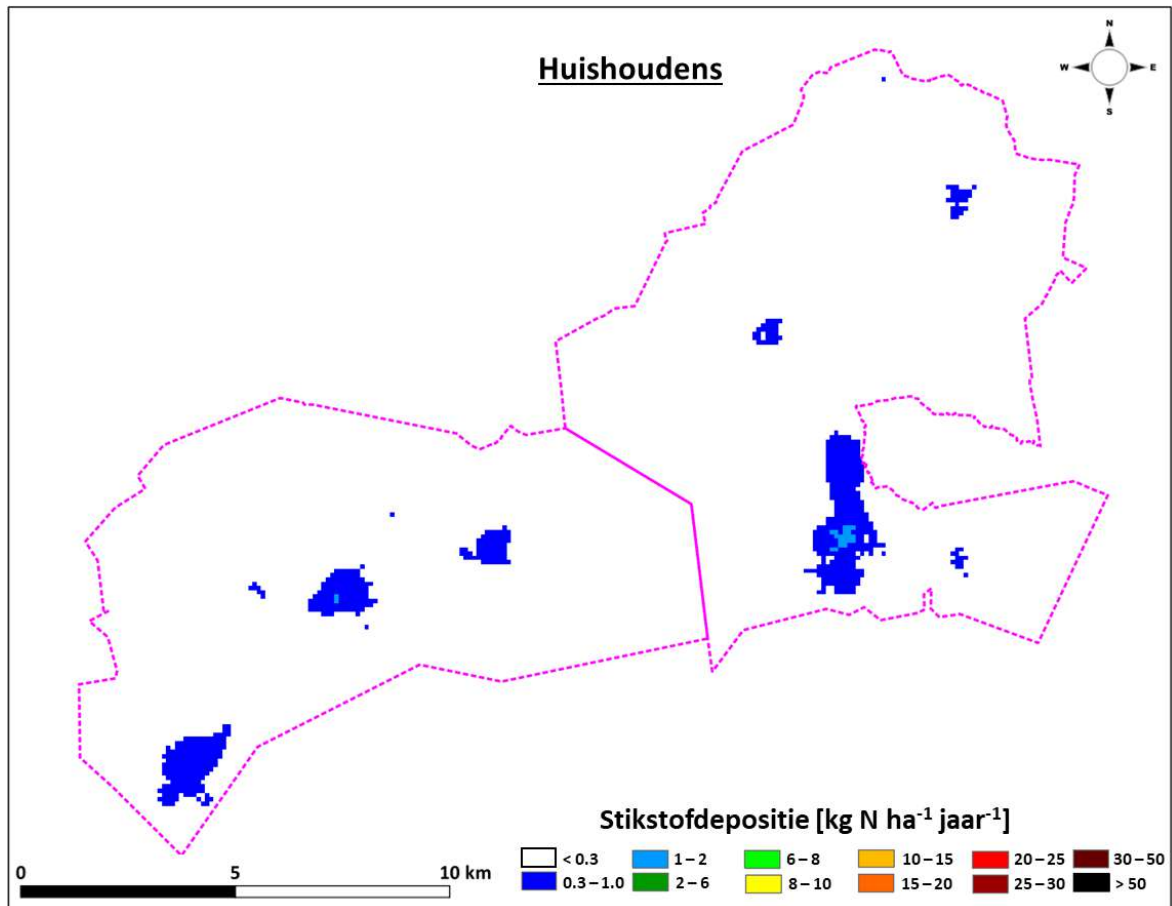 Huishoudens
N
W E
S
Stikstofdepositie [kg N ha⁻¹ jaar⁻¹]
< 0.3 1 – 2 6 – 8 10 – 15 20 – 25 30 – 50
0.3 – 1.0 2 – 6 8 – 10 15 – 20 25 – 30 > 50
0 5 10 km